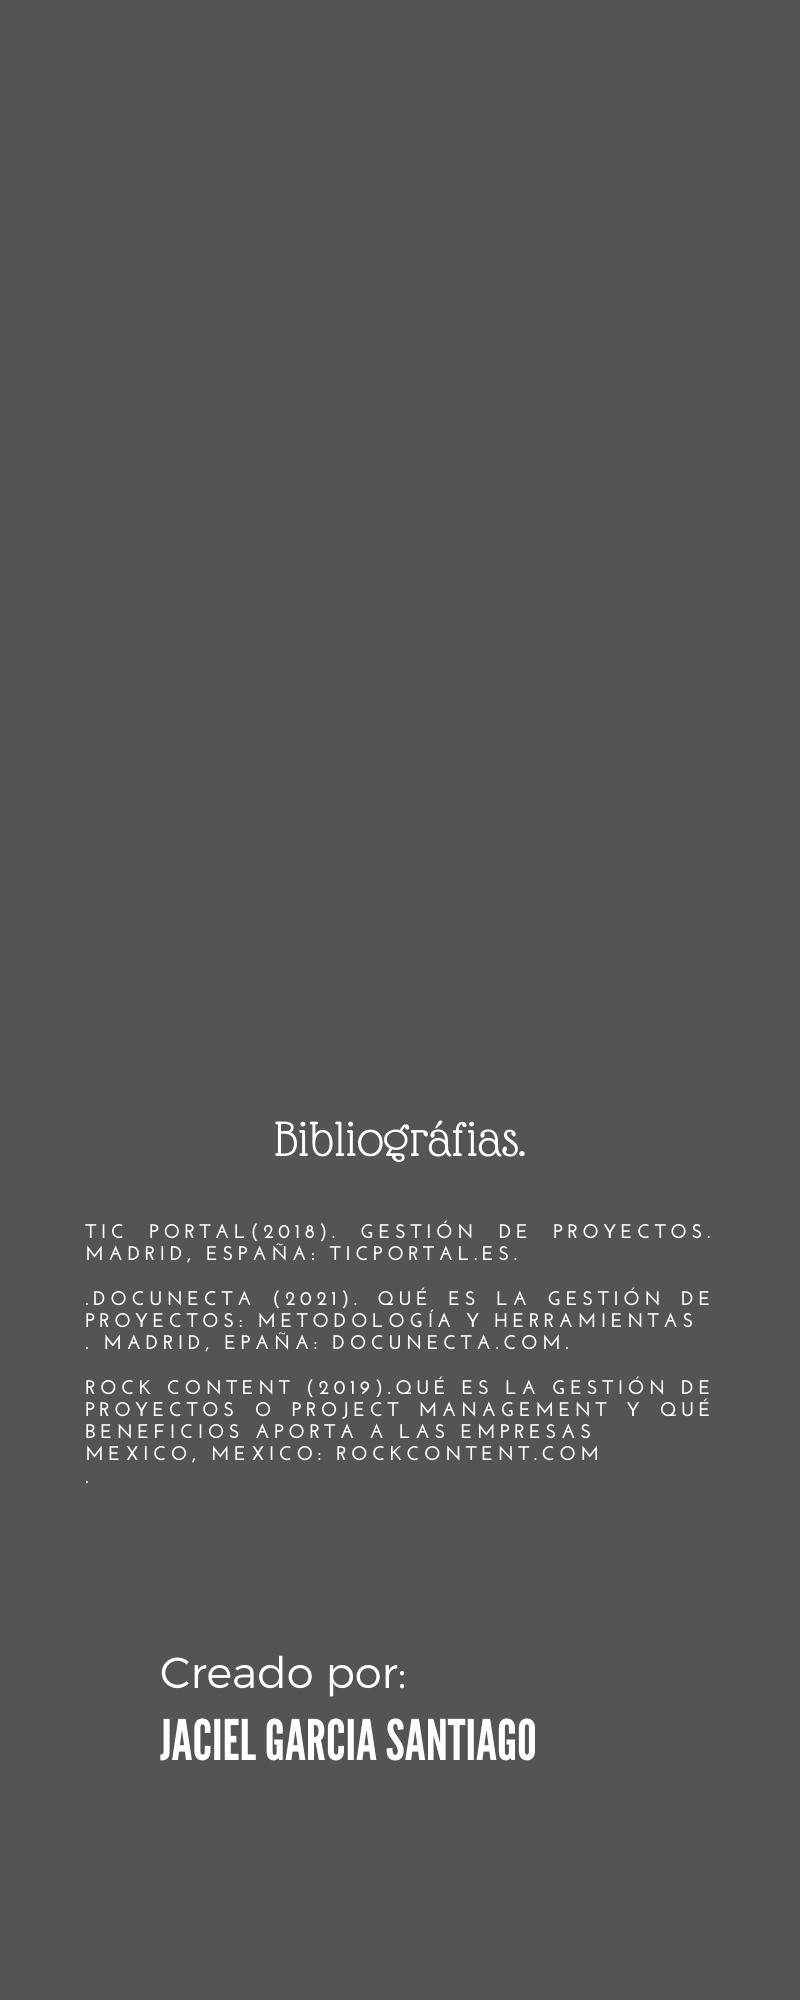 Bibliográfias.
TIC PORTAL(2018). GESTIÓN DE PROYECTOS.
MADRID, ESPAÑA: TICPORTAL.ES.
.DOCUNECTA (2021). QUÉ ES LA GESTIÓN DE
PROYECTOS: METODOLOGÍA Y HERRAMIENTAS
. MADRID, EPAÑA: DOCUNECTA.COM.
ROCK CONTENT (2019).QUÉ ES LA GESTIÓN DE
PROYECTOS O PROJECT MANAGEMENT Y QUÉ
BENEFICIOS APORTA A LAS EMPRESAS
MEXICO, MEXICO: ROCKCONTENT.COM
.
Creado por:
JACIEL GARCIA SANTIAGO